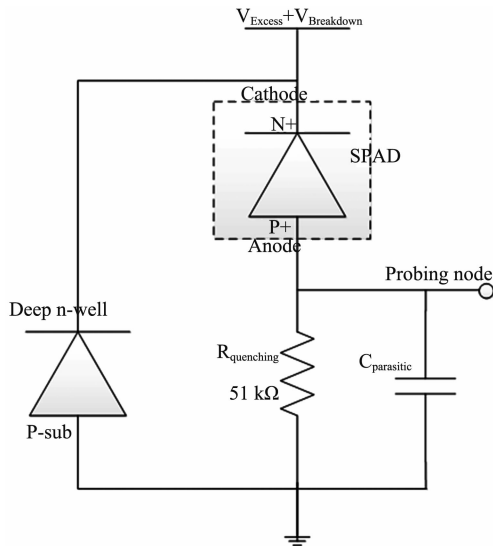 V_Excess+V_Breakdown
Cathode
N+
SPAD
P+
Anode
Probing node
Deep n-well
R_quenching
C_parasitic
51 kΩ
P-sub